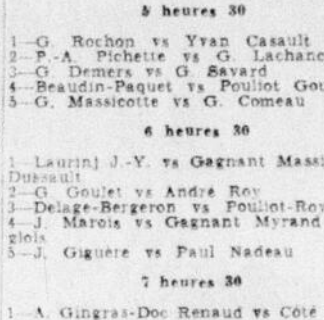 5 heures 30
1—G. Rochon vs Yvan Casault
2—P.-A. Pichette vs G. Lachanc
3—G. Demers vs G. Savard
4—Beaudin-Paquet vs Pouliot Gou
5—G. Massicotte vs G. Comeau
6 heures 30
1—Laurinj J.-Y. vs Gagnant Massi
Dussault
2—G. Goulet vs André Roy
3—Delage-Bergeron vs Pouliot-Roy
4—J. Marois vs Gagnant Myrand
glois
5—J. Giguère vs Paul Nadeau
7 heures 30
1—A. Gingras-Doc Renaud vs Côté